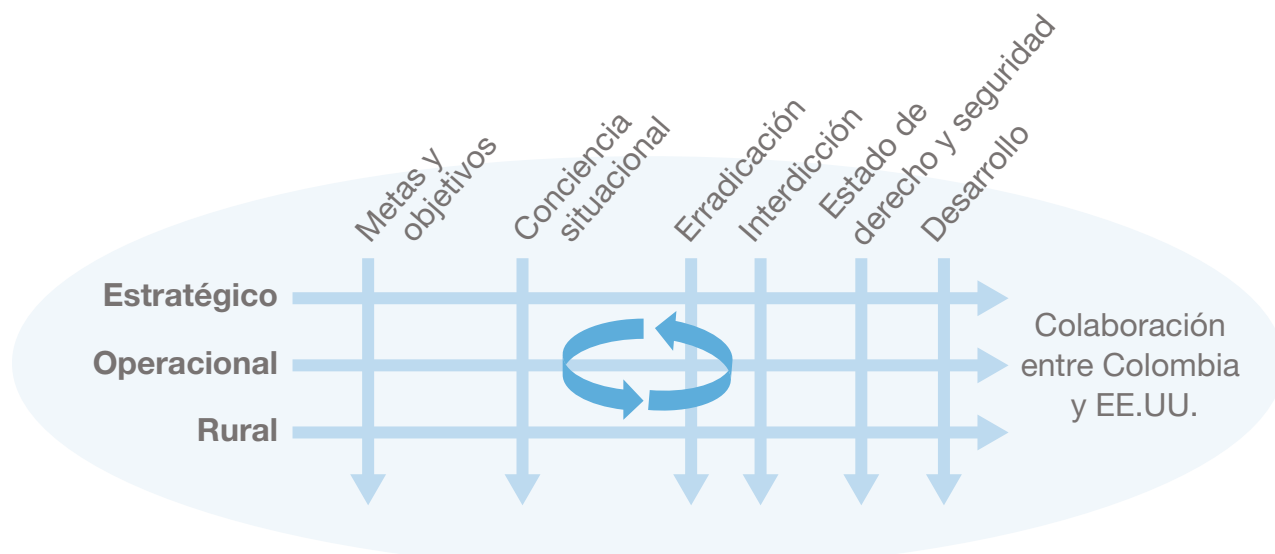 Metas y
objetivos
Conciencia
situacional
Erradicación
Interdicción
Estado de
derecho y seguridad
Desarrollo
Estratégico
Operacional
Rural
Colaboración
entre Colombia
y EE.UU.